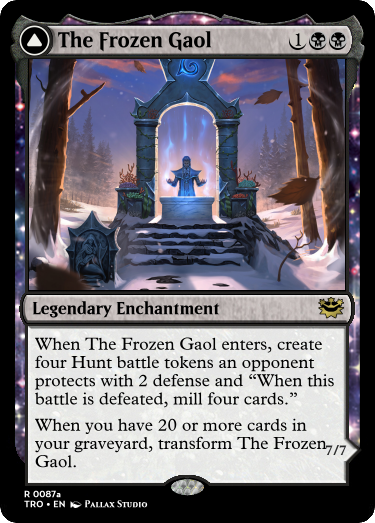 The Frozen Gaol 1
Legendary Enchantment
When The Frozen Gaol enters, create
four Hunt battle tokens an opponent
protects with 2 defense and “When this
battle is defeated, mill four cards.”
When you have 20 or more cards in
your graveyard, transform The Frozen
Gaol.
7/7
R 0087a
TRO • EN Pallax Studio